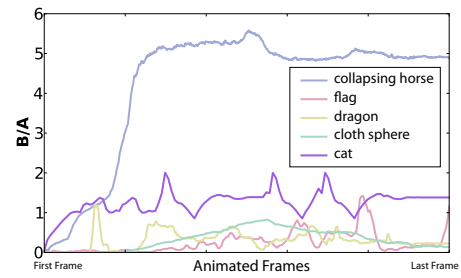 6
5
4
3
2
1
0
B/A
collapsing horse
flag
dragon
cloth sphere
cat
First Frame
Animated Frames
Last Frame